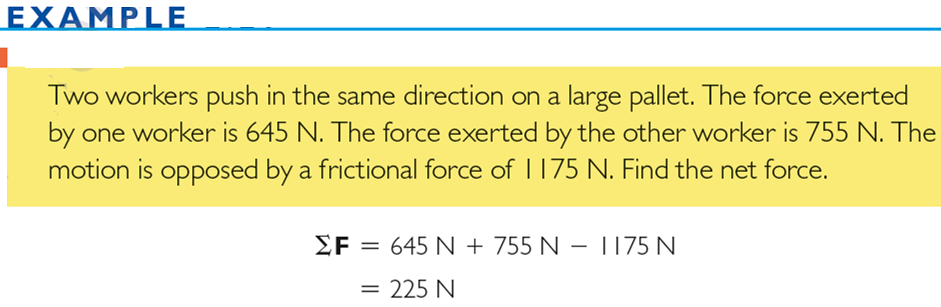 EXAMPLE
Two workers push in the same direction on a large pallet. The force exerted
by one worker is 645 N. The force exerted by the other worker is 755 N. The
motion is opposed by a frictional force of 1175 N. Find the net force.
ΣF = 645 N + 755 N − 1175 N
= 225 N